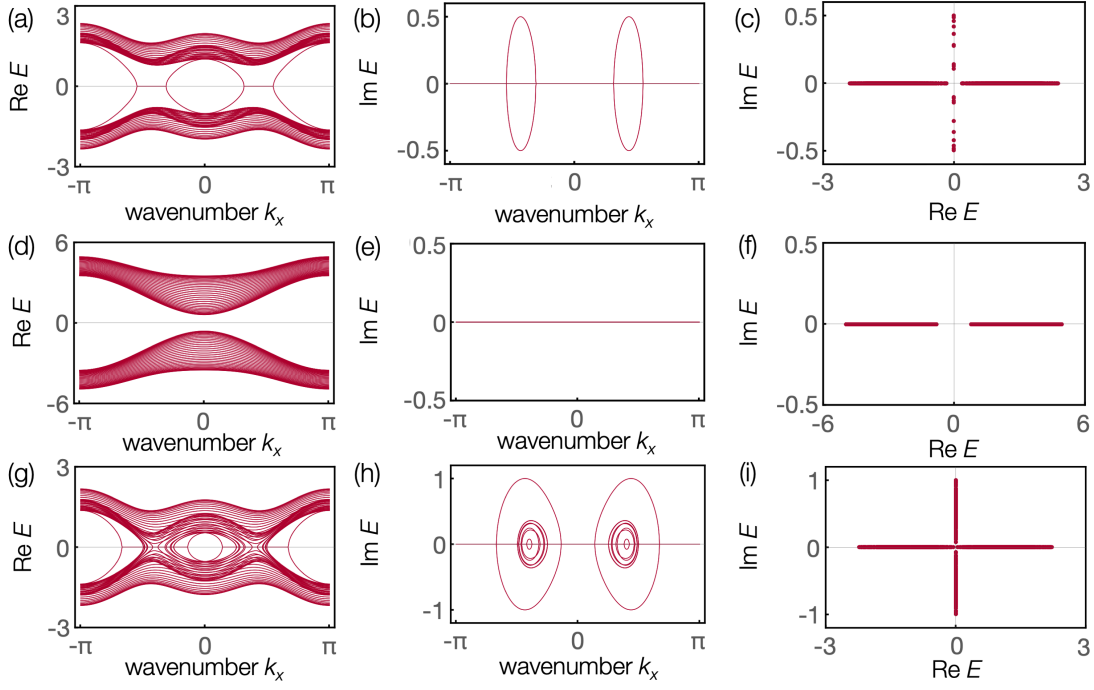 (a)
3
0
-3
Re E
-π
0
π
wavenumber kx
(b)
0.5
0
-0.5
Im E
-π
0
π
wavenumber kx
(c)
0.5
0
-0.5
Im E
-3
0
3
Re E
(d)
6
0
-6
Re E
-π
0
π
wavenumber kx
(e)
0.5
0
-0.5
Im E
-π
0
π
wavenumber kx
(f)
0.5
0
-0.5
Im E
-6
0
6
Re E
(g)
3
0
-3
Re E
-π
0
π
wavenumber kx
(h)
1
0
-1
Im E
-π
0
π
wavenumber kx
(i)
1
0
-1
Im E
-3
0
3
Re E